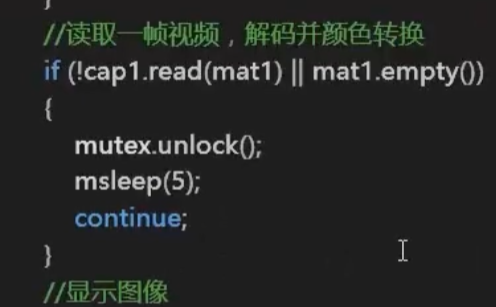 }
//读取一帧视频，解码并颜色转换
if (!cap1.read(mat1) || mat1.empty())
{
mutex.unlock();
msleep(5);
continue;
}
//显示图像